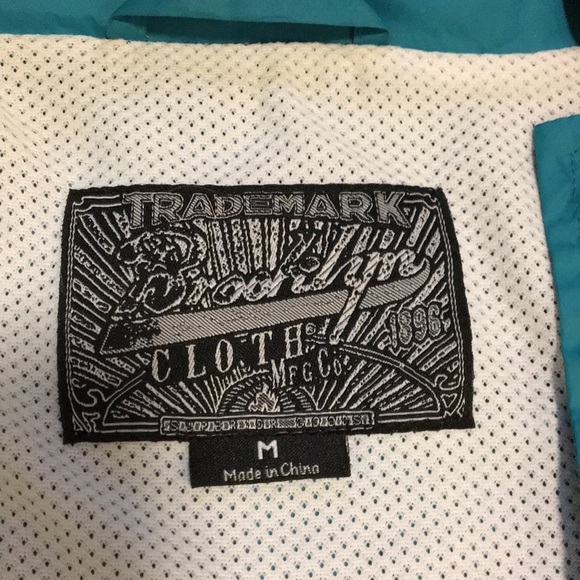 TRADEMARK
Brooklyn
1896
CLOTH
MFG Co.
M
Made in China